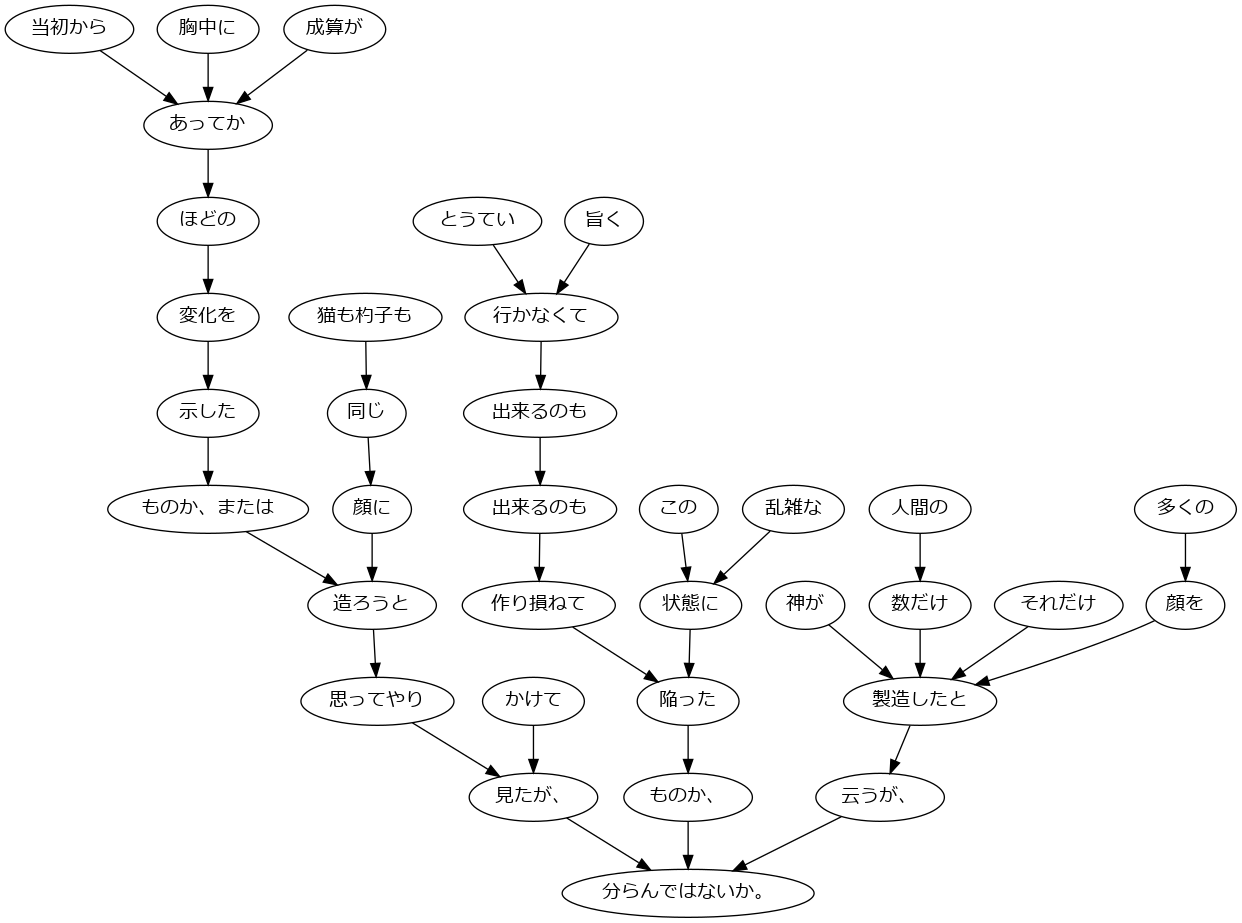 当初から 胸中に 成算が
あってか
ほどの とうてい 旨く
変化を 猫も杓子も 行かなくて
示した 同じ 出来るのも
ものか、または 顔に 出来るのも この 乱雑な 人間の 多くの
造ろうと 作り損ねて 状態に 神が 数だけ それだけ 顔を
思ってやり かけて 陥った 製造したと
見たが、 ものか、 云うが、
分らんではないか。